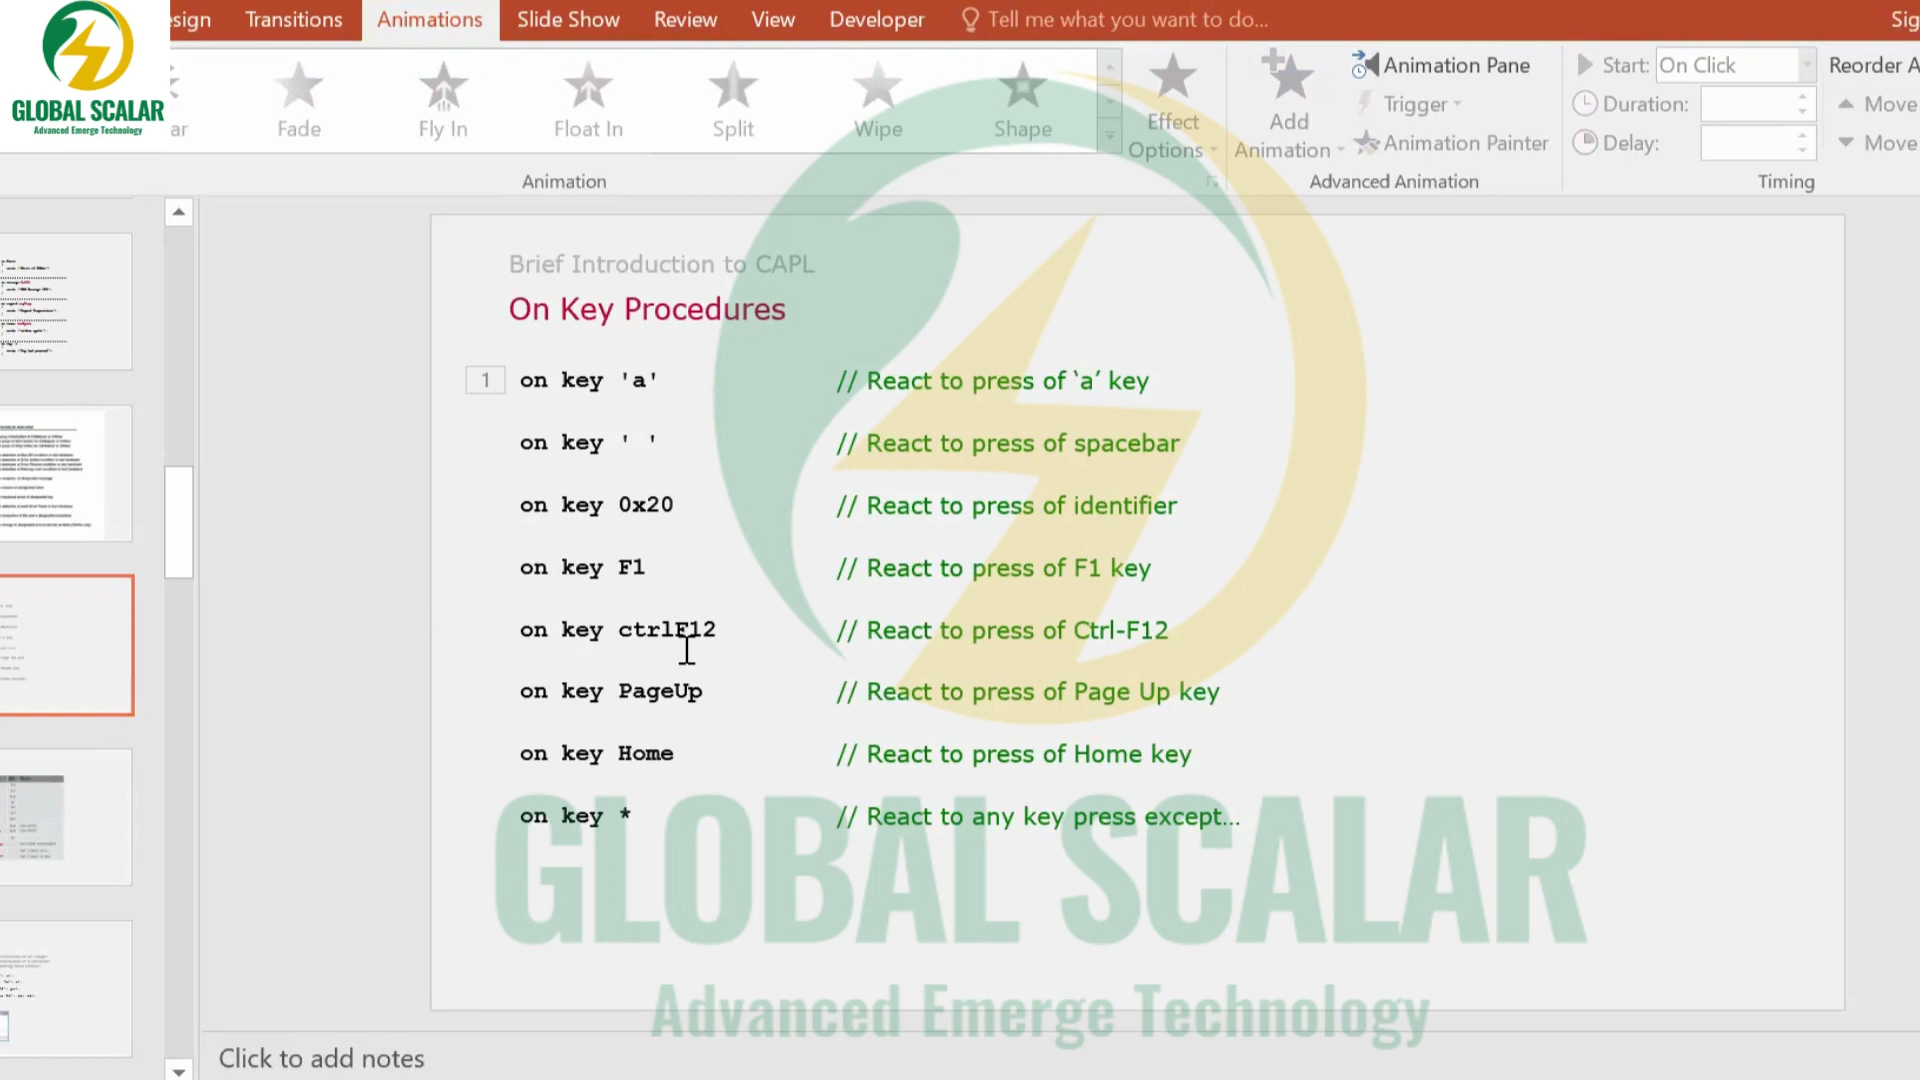 esign Transitions Animations Slide Show Review View Developer Tell me what you want to do... Sig
GLOBAL SCALAR
Advanced Emerge Technology
ar Fade Fly In Float In Split Wipe Shape
Effect
Options
Add
Animation
Animation Pane
Trigger
Animation Painter
Start: On Click
Duration:
Delay:
Reorder A
Move
Move
Animation Advanced Animation Timing
Brief Introduction to CAPL
On Key Procedures
1 on key 'a' // React to press of `a´ key
on key ' ' // React to press of spacebar
on key 0x20 // React to press of identifier
on key F1 // React to press of F1 key
on key ctrlF12 // React to press of Ctrl-F12
on key PageUp // React to press of Page Up key
on key Home // React to press of Home key
on key * // React to any key press except...
GLOBAL SCALAR
Advanced Emerge Technology
Click to add notes